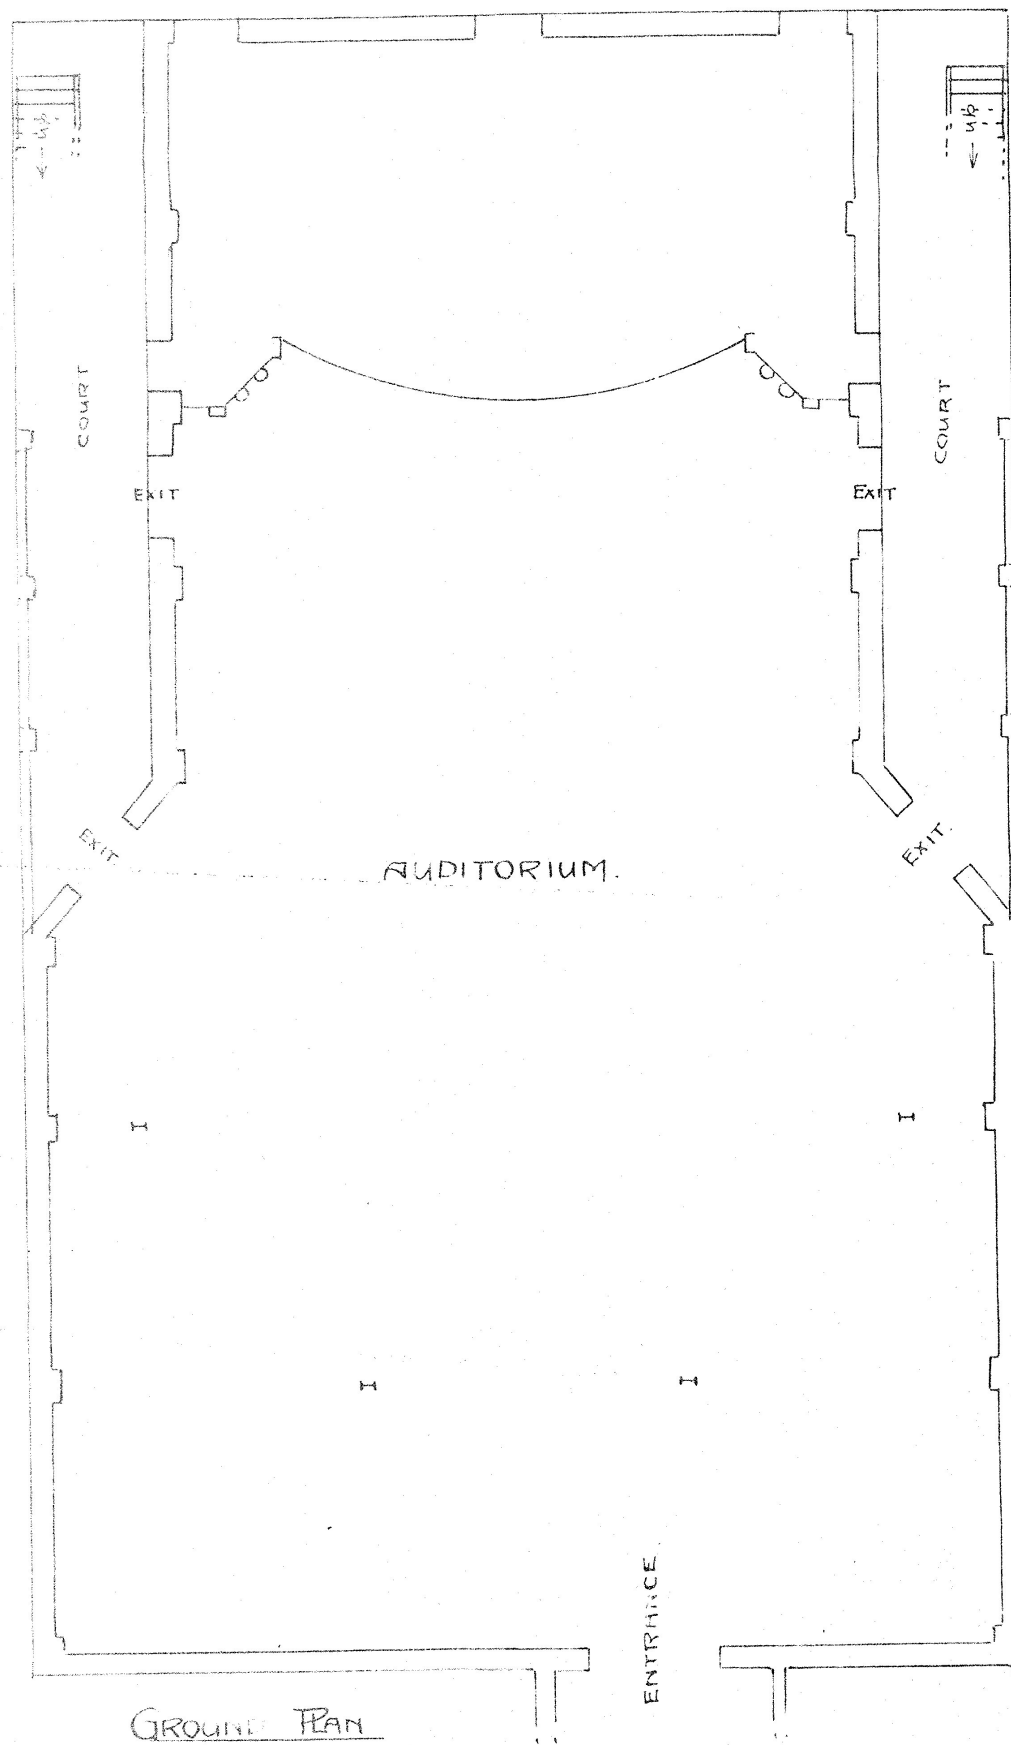 up
up
COURT
COURT
EXIT
EXIT
EXIT.
EXIT.
AUDITORIUM.
ENTRANCE
GROUND PLAN